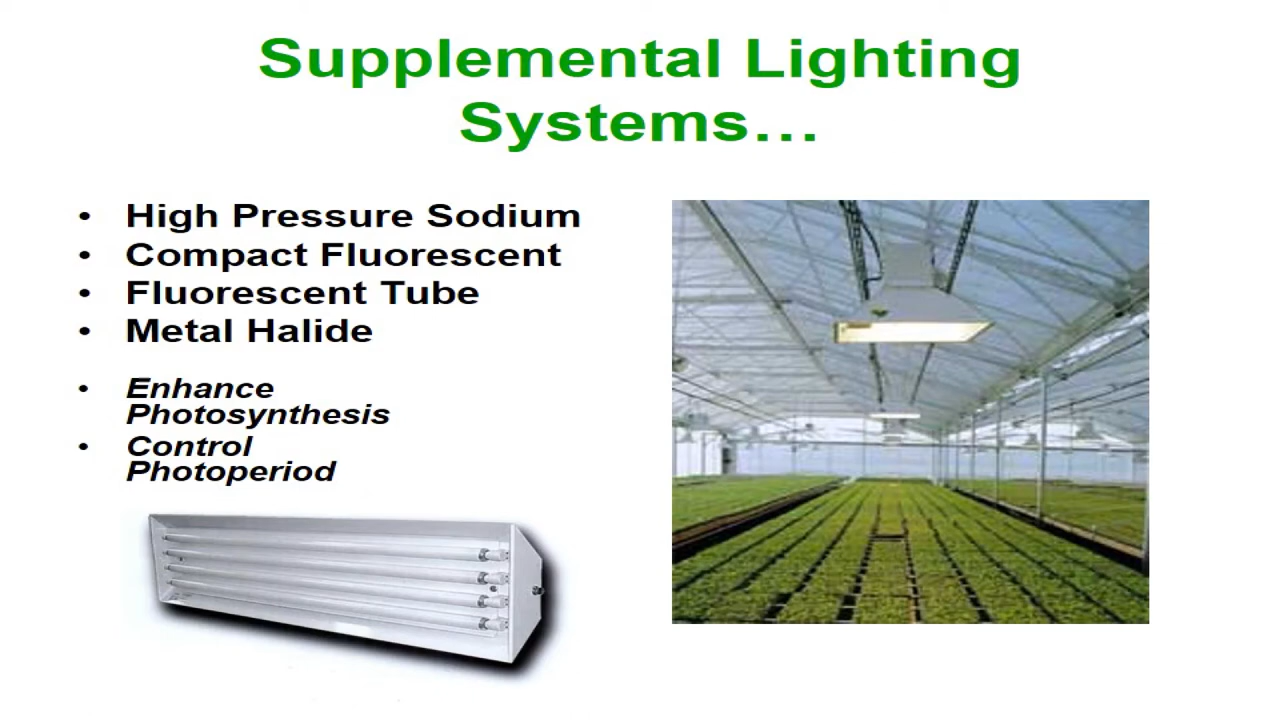 Supplemental Lighting
Systems...
• High Pressure Sodium
• Compact Fluorescent
• Fluorescent Tube
• Metal Halide
• Enhance
Photosynthesis
• Control
Photoperiod